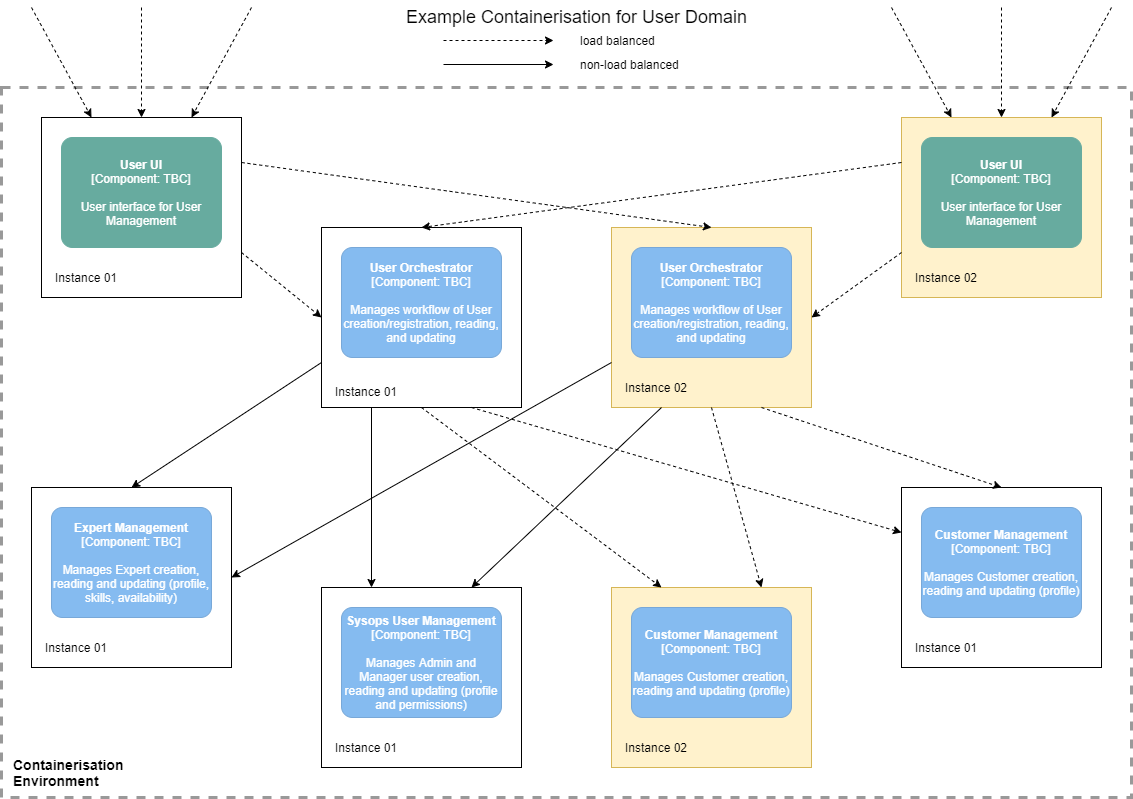 Example Containerisation for User Domain
load balanced
non-load balanced
User UI
[Component: TBC]
User interface for User
Management
Instance 01
User UI
[Component: TBC]
User interface for User
Management
Instance 02
User Orchestrator
[Component: TBC]
Manages workflow of User
creation/registration, reading,
and updating
Instance 01
User Orchestrator
[Component: TBC]
Manages workflow of User
creation/registration, reading,
and updating
Instance 02
Expert Management
[Component: TBC]
Manages Expert creation,
reading and updating (profile,
skills, availability)
Instance 01
Sysops User Management
[Component: TBC]
Manages Admin and
Manager user creation,
reading and updating (profile
and permissions)
Instance 01
Customer Management
[Component: TBC]
Manages Customer creation,
reading and updating (profile)
Instance 02
Customer Management
[Component: TBC]
Manages Customer creation,
reading and updating (profile)
Instance 01
Containerisation
Environment